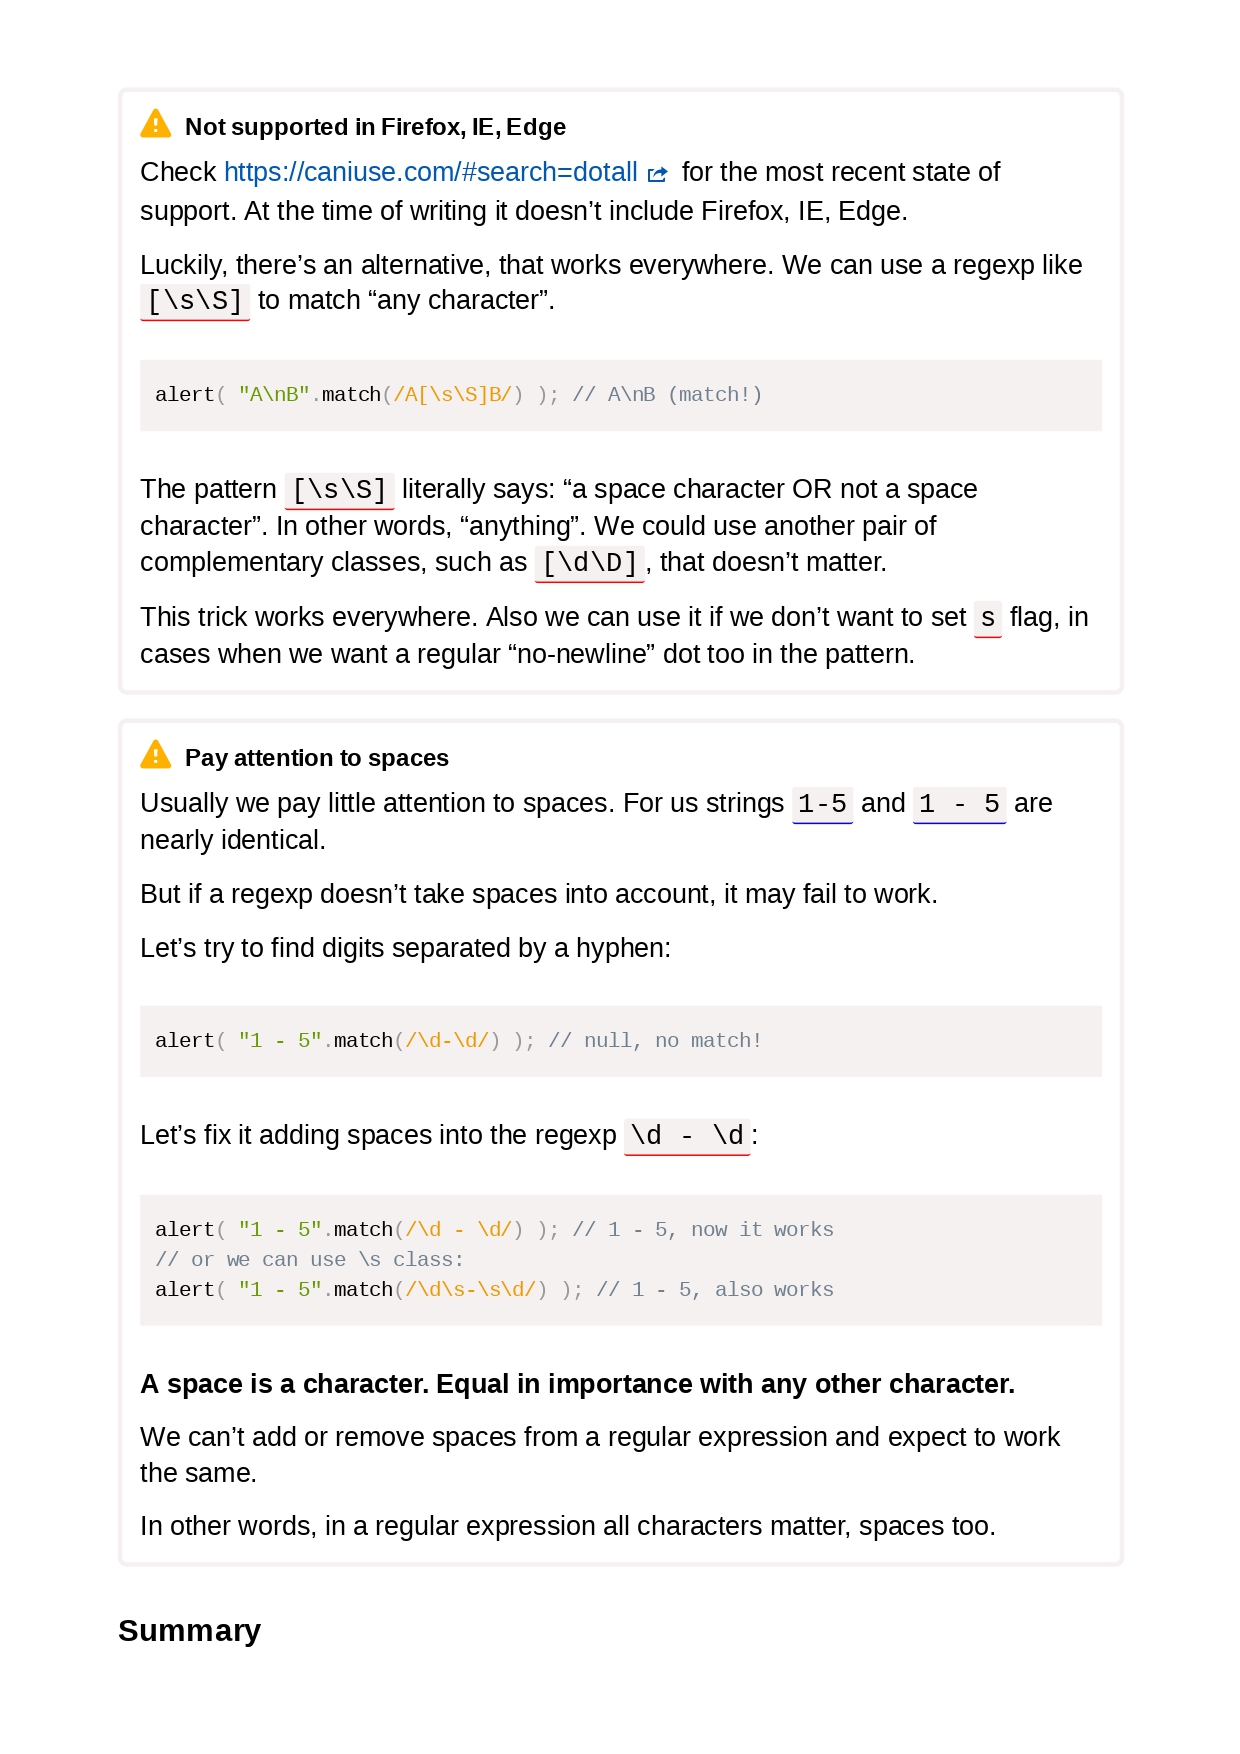 Not supported in Firefox, IE, Edge
Check https://caniuse.com/#search=dotall for the most recent state of
support. At the time of writing it doesn’t include Firefox, IE, Edge.
Luckily, there’s an alternative, that works everywhere. We can use a regexp like
[\s\S] to match “any character”.
alert( "A\nB".match(/A[\s\S]B/) ); // A\nB (match!)
The pattern [\s\S] literally says: “a space character OR not a space
character”. In other words, “anything”. We could use another pair of
complementary classes, such as [\d\D], that doesn’t matter.
This trick works everywhere. Also we can use it if we don’t want to set s flag, in
cases when we want a regular “no-newline” dot too in the pattern.
Pay attention to spaces
Usually we pay little attention to spaces. For us strings 1-5 and 1 - 5 are
nearly identical.
But if a regexp doesn’t take spaces into account, it may fail to work.
Let’s try to find digits separated by a hyphen:
alert( "1 - 5".match(/\d-\d/) ); // null, no match!
Let’s fix it adding spaces into the regexp \d - \d:
alert( "1 - 5".match(/\d - \d/) ); // 1 - 5, now it works
// or we can use \s class:
alert( "1 - 5".match(/\d\s-\s\d/) ); // 1 - 5, also works
A space is a character. Equal in importance with any other character.
We can’t add or remove spaces from a regular expression and expect to work
the same.
In other words, in a regular expression all characters matter, spaces too.
Summary